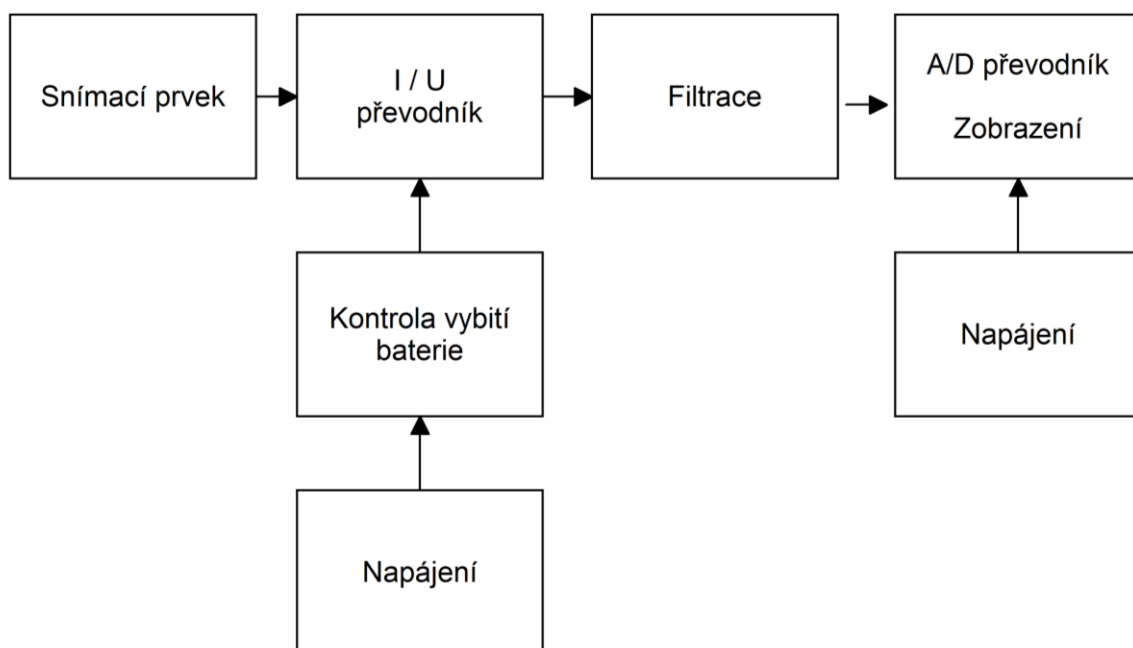 Snímací prvek
I / U
převodník
Filtrace
A/D převodník
Zobrazení
Kontrola vybití
baterie
Napájení
Napájení